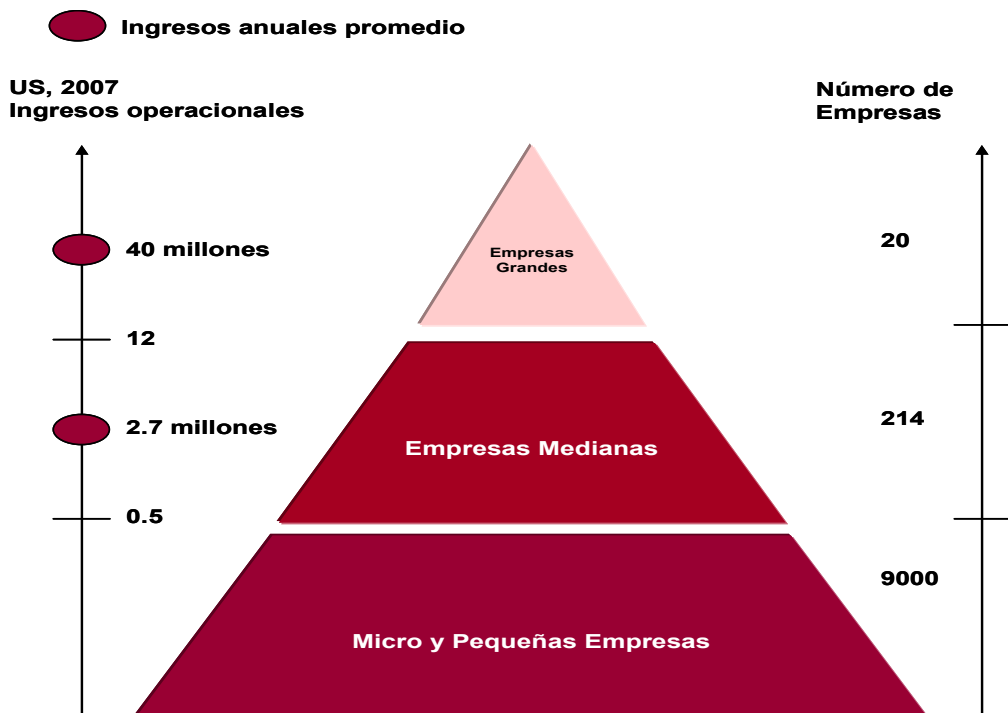 Ingresos anuales promedio
US, 2007
Ingresos operacionales
Número de
Empresas
40 millones
Empresas
Grandes
20
12
2.7 millones
Empresas Medianas
214
0.5
9000
Micro y Pequeñas Empresas